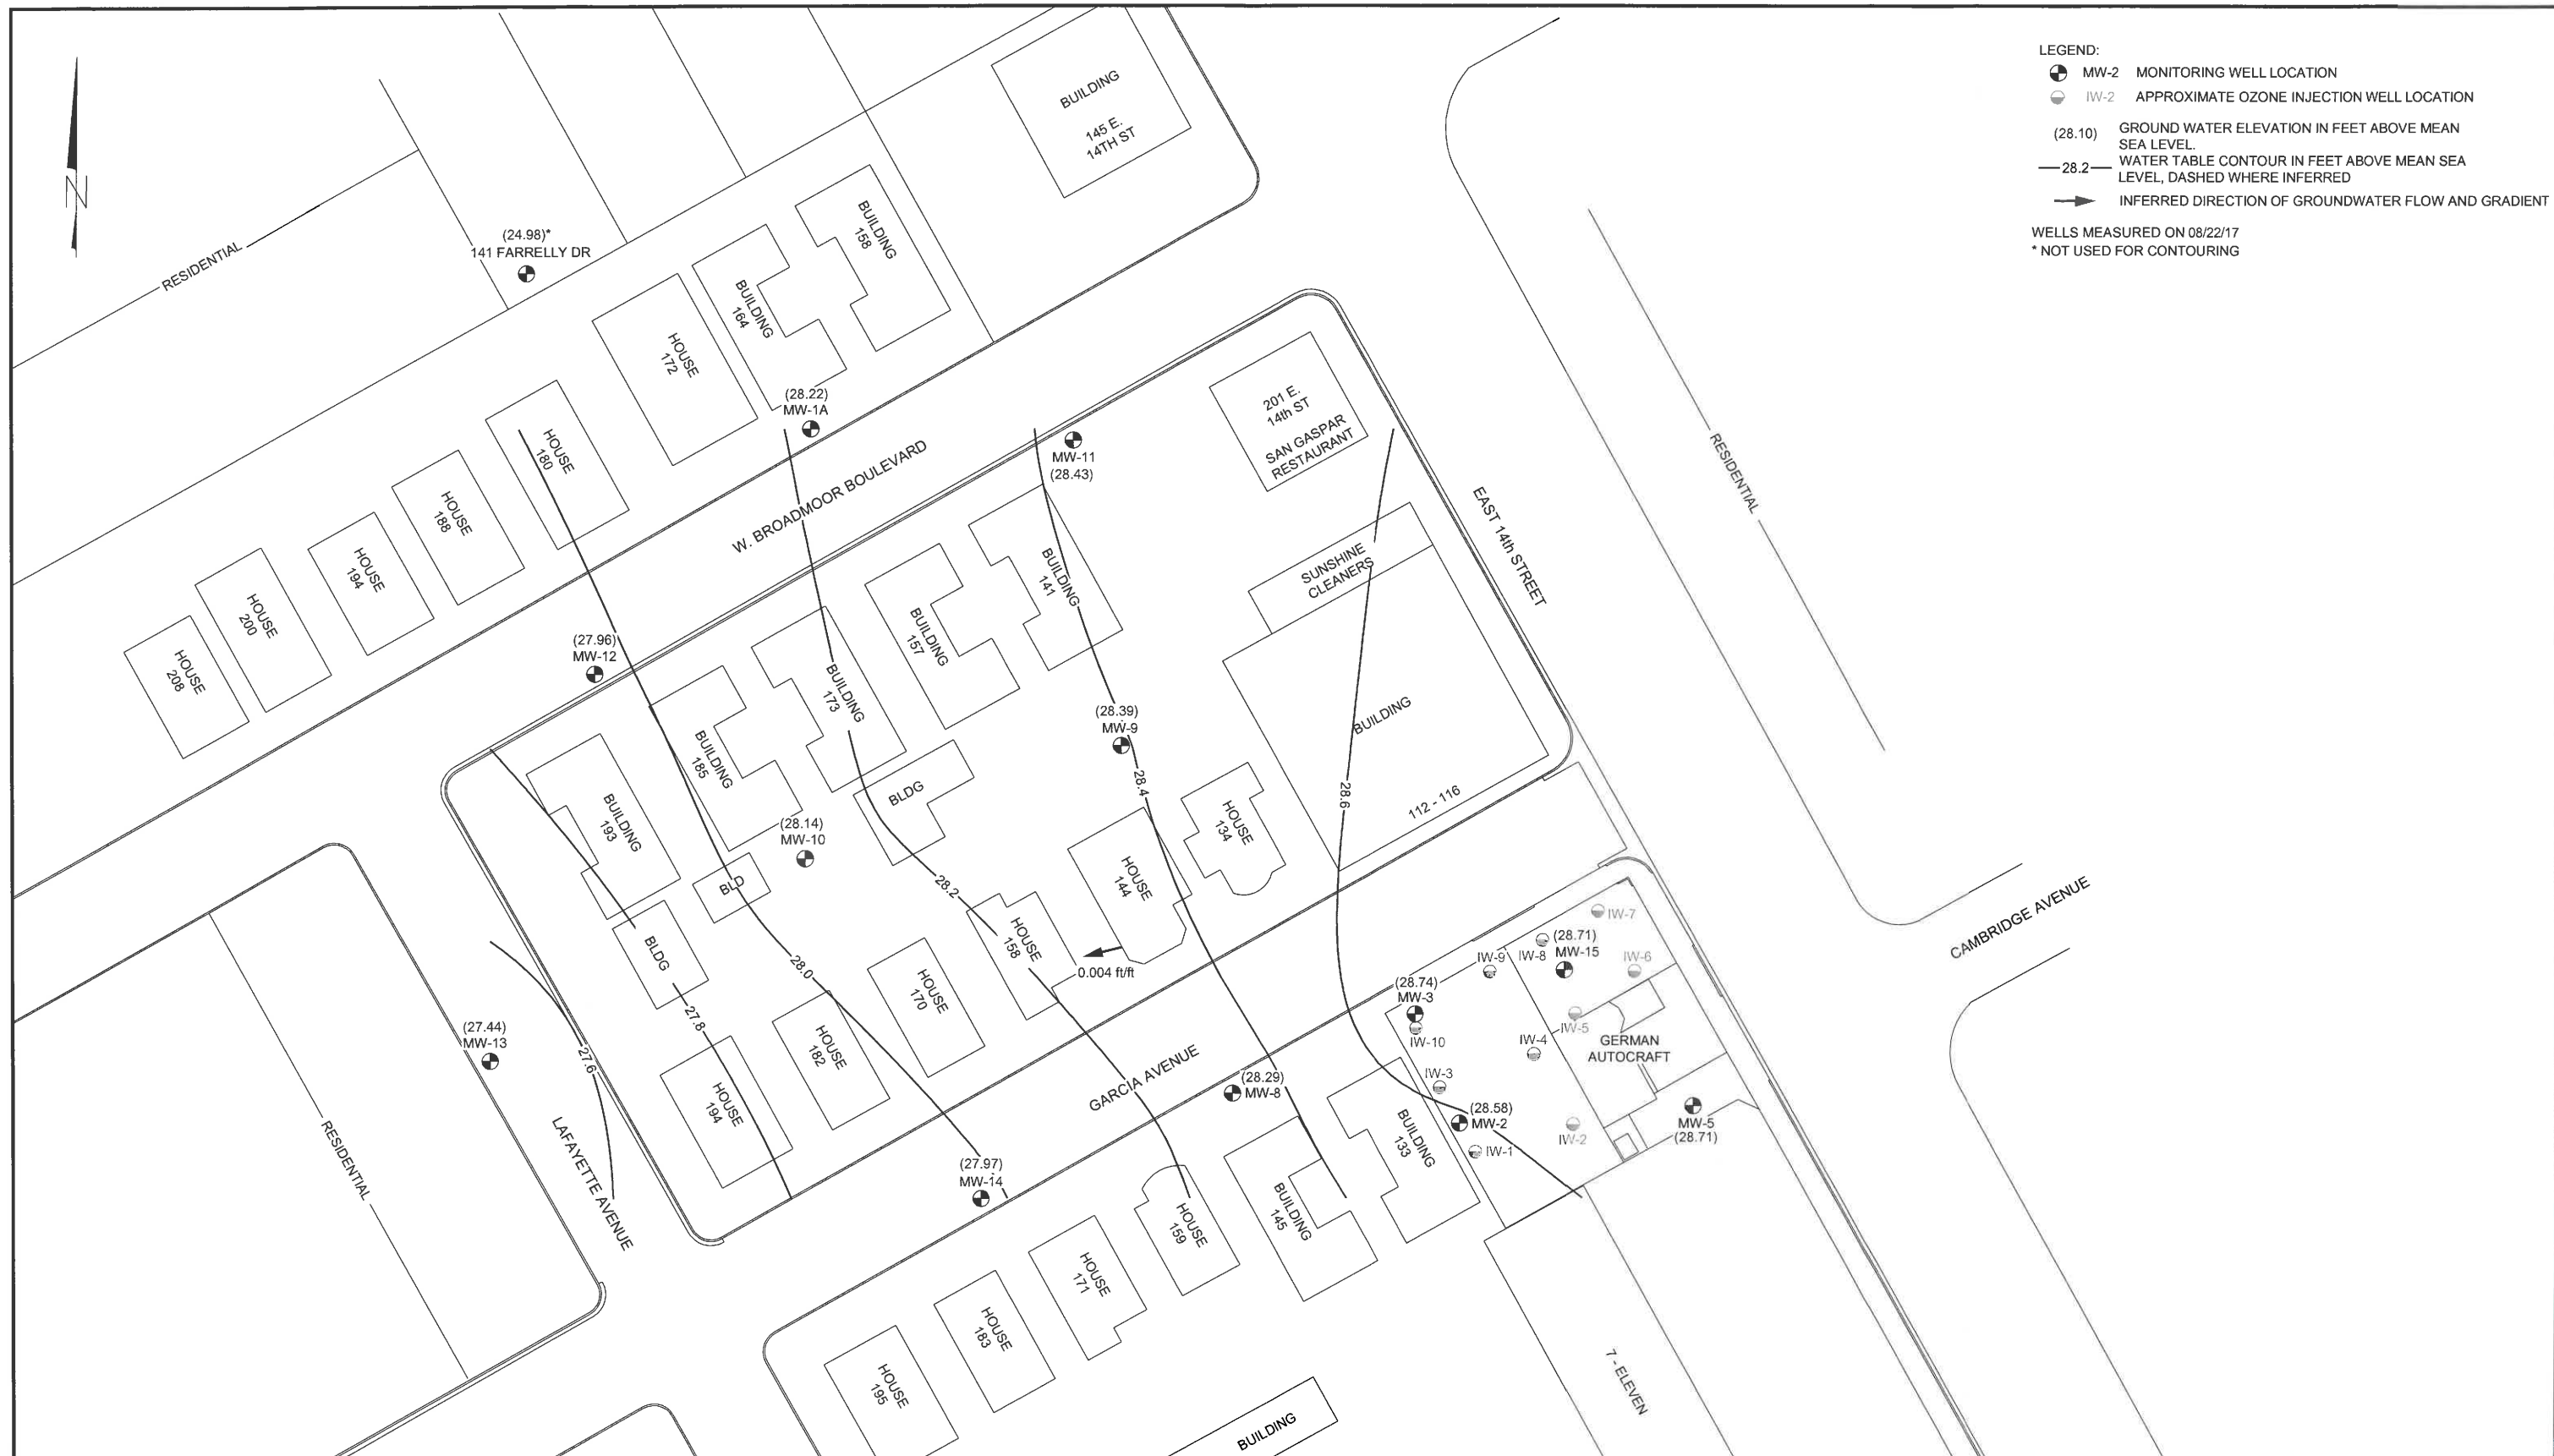 LEGEND:
MW-2 MONITORING WELL LOCATION
IW-2 APPROXIMATE OZONE INJECTION WELL LOCATION
(28.10) GROUND WATER ELEVATION IN FEET ABOVE MEAN
SEA LEVEL.
28.2 WATER TABLE CONTOUR IN FEET ABOVE MEAN SEA
LEVEL, DASHED WHERE INFERRED
INFERRED DIRECTION OF GROUNDWATER FLOW AND GRADIENT
WELLS MEASURED ON 08/22/17
* NOT USED FOR CONTOURING
N
RESIDENTIAL
(24.98)*
141 FARRELLY DR
BUILDING
145 E.
14TH ST
BUILDING
158
BUILDING
164
HOUSE
172
HOUSE
180
HOUSE
188
HOUSE
194
HOUSE
200
HOUSE
208
(28.22)
MW-1A
W. BROADMOOR BOULEVARD
MW-11
(28.43)
201 E.
14th ST
SAN GASPAR
RESTAURANT
EAST 14th STREET
RESIDENTIAL
SUNSHINE
CLEANERS
BUILDING
112 - 116
BUILDING
141
BUILDING
157
BUILDING
173
BUILDING
185
BUILDING
193
(27.96)
MW-12
(28.39)
MW-9
28.4
28.6
BLDG
(28.14)
MW-10
BLD
BLDG
28.2
28.0
27.8
27.6
HOUSE
134
HOUSE
144
HOUSE
158
0.004 ft/ft
HOUSE
170
HOUSE
182
HOUSE
194
(27.44)
MW-13
RESIDENTIAL
LAFAYETTE AVENUE
GARCIA AVENUE
CAMBRIDGE AVENUE
IW-7
(28.71)
MW-15
IW-8
IW-9
IW-6
(28.74)
MW-3
IW-10
IW-5
IW-4
GERMAN
AUTOCRAFT
IW-3
(28.58)
MW-2
IW-1
IW-2
MW-5
(28.71)
(28.29)
MW-8
(27.97)
MW-14
BUILDING
133
BUILDING
145
HOUSE
159
HOUSE
171
HOUSE
183
HOUSE
195
BUILDING
7 - ELEVEN